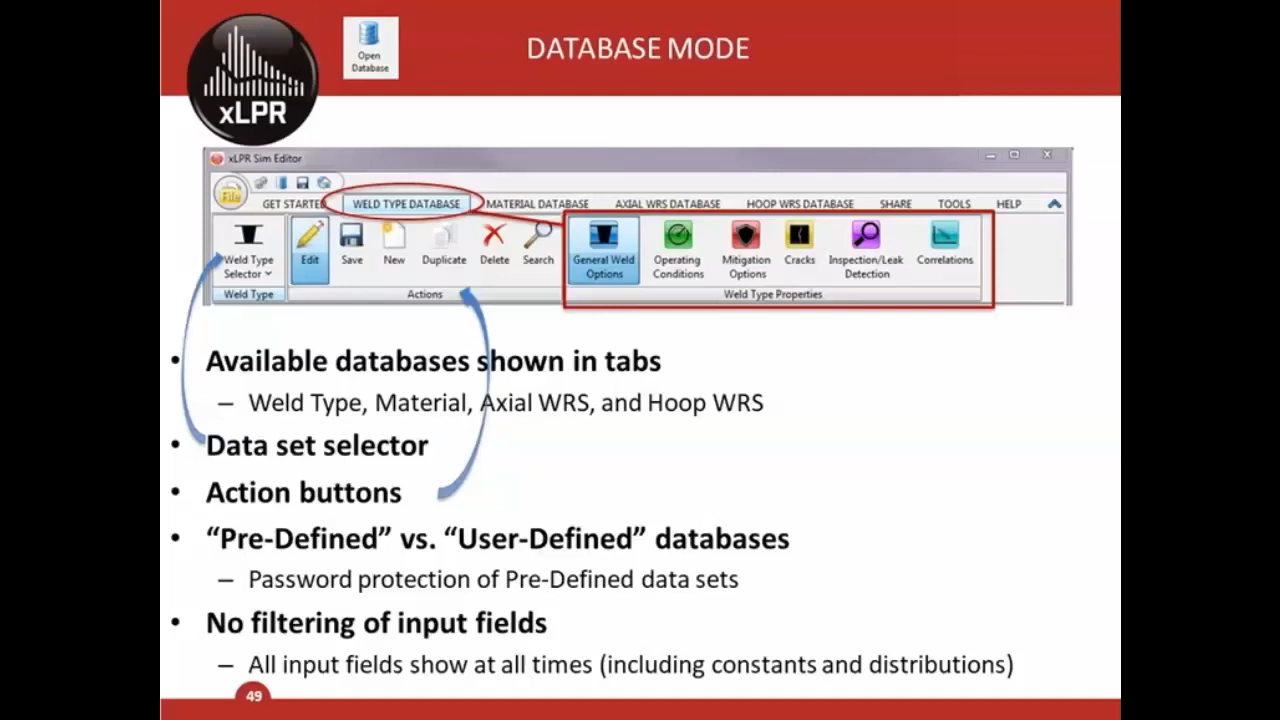 DATABASE MODE
Open
Database
xLPR
xLPR Sim Editor
File
GET STARTED WELD TYPE DATABASE MATERIAL DATABASE AXIAL WRS DATABASE HOOP WRS DATABASE SHARE TOOLS HELP
Weld Type
Selector
Edit Save New Duplicate Delete Search
General Weld
Options
Operating
Conditions
Mitigation
Options
Cracks
Inspection/Leak
Detection
Correlations
Weld Type Actions Weld Type Properties
• Available databases shown in tabs
– Weld Type, Material, Axial WRS, and Hoop WRS
• Data set selector
• Action buttons
• “Pre-Defined” vs. “User-Defined” databases
– Password protection of Pre-Defined data sets
• No filtering of input fields
– All input fields show at all times (including constants and distributions)
49